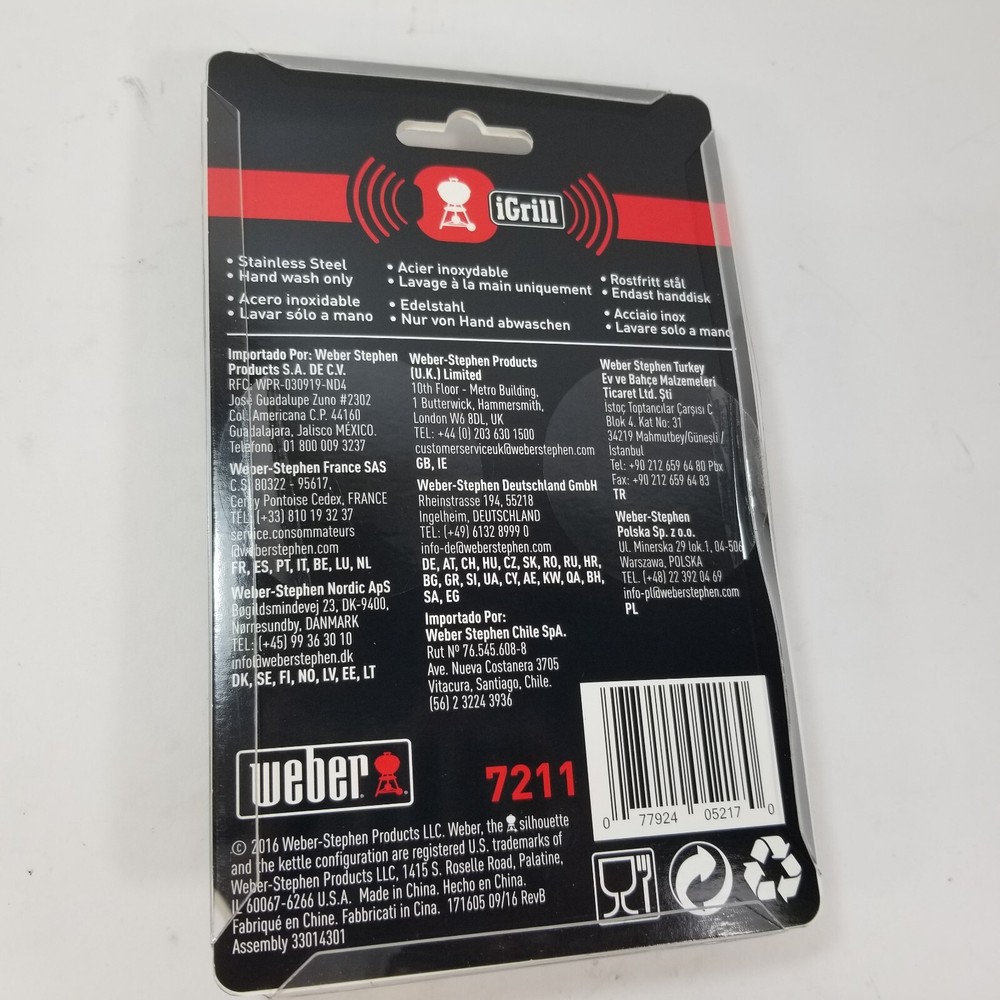 iGrill
• Stainless Steel
• Hand wash only
• Acero inoxidable
• Lavar sólo a mano
• Acier inoxydable
• Lavage à la main uniquement
• Edelstahl
• Nur von Hand abwaschen
• Rostfritt stål
• Endast handdisk
• Acciaio inox
• Lavare solo a mano
Importado Por: Weber Stephen
Products S.A. DE C.V.
RFC: WPR-030919-ND4
José Guadalupe Zuno #2302
Col. Americana C.P. 44160
Guadalajara, Jalisco MÉXICO.
Teléfono. 01 800 009 3237
Weber-Stephen France SAS
C.S. 80322 - 95617,
Cergy Pontoise Cedex, FRANCE
TÉL: (+33) 810 19 32 37
service.consommateurs
@weberstephen.com
FR, ES, PT, IT, BE, LU, NL
Weber-Stephen Nordic ApS
Bøgildsmindevej 23, DK-9400,
Nørresundby, DANMARK
TEL: (+45) 99 36 30 10
info@weberstephen.dk
DK, SE, FI, NO, LV, EE, LT
Weber-Stephen Products
(U.K.) Limited
10th Floor - Metro Building,
1 Butterwick, Hammersmith,
London W6 8DL, UK
TEL: +44 (0) 203 630 1500
customerserviceuk@weberstephen.com
GB, IE
Weber-Stephen Deutschland GmbH
Rheinstrasse 194, 55218
Ingelheim, DEUTSCHLAND
TEL: (+49) 6132 8999 0
info-de@weberstephen.com
DE, AT, CH, HU, CZ, SK, RO, RU, HR,
BG, GR, SI, UA, CY, AE, KW, QA, BH,
SA, EG
Importado Por:
Weber Stephen Chile SpA.
Rut Nº 76.545.608-8
Ave. Nueva Costanera 3705
Vitacura, Santiago, Chile.
(56) 2 3224 3936
Weber Stephen Turkey
Ev ve Bahçe Malzemeleri
Ticaret Ltd. Şti
İstoç Toptancılar Çarşısı C
Blok 4. Kat No: 31
34219 Mahmutbey/Güneşli /
İstanbul
Tel: +90 212 659 64 80 Pbx
Fax: +90 212 659 64 83
TR
Weber-Stephen
Polska Sp. z o.o.
UL. Minerska 29 lok.1, 04-506
Warszawa, POLSKA
TEL. (+48) 22 392 04 69
info-pl@weberstephen.com
PL
weber
7211
0 77924 05217 0
© 2016 Weber-Stephen Products LLC. Weber, the silhouette
and the kettle configuration are registered U.S. trademarks of
Weber-Stephen Products LLC, 1415 S. Roselle Road, Palatine,
IL 60067-6266 U.S.A. Made in China. Hecho en China.
Fabriqué en Chine. Fabbricati in Cina. 171605 09/16 RevB
Assembly 33014301